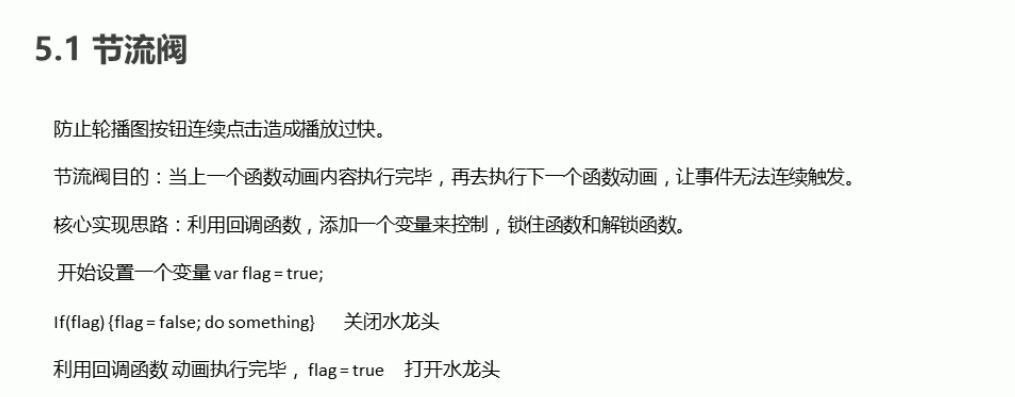 5.1 节流阀
防止轮播图按钮连续点击造成播放过快。
节流阀目的：当上一个函数动画内容执行完毕，再去执行下一个函数动画，让事件无法连续触发。
核心实现思路：利用回调函数，添加一个变量来控制，锁住函数和解锁函数。
开始设置一个变量 var flag = true;
If(flag) {flag = false; do something} 关闭水龙头
利用回调函数 动画执行完毕， flag = true 打开水龙头